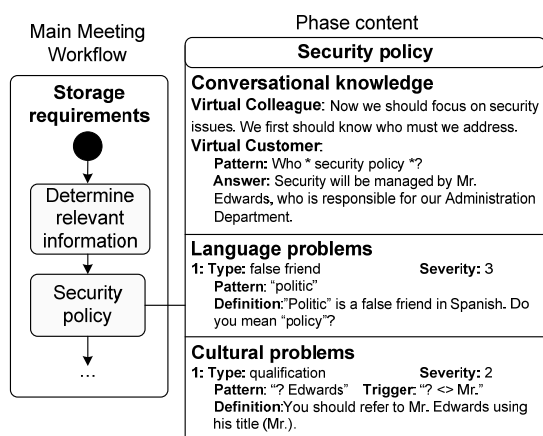 Main Meeting
Workflow
Storage
requirements
Determine
relevant
information
Security
policy
...
Phase content
Security policy
Conversational knowledge
Virtual Colleague: Now we should focus on security
issues. We first should know who must we address.
Virtual Customer:
Pattern: Who * security policy *?
Answer: Security will be managed by Mr.
Edwards, who is responsible for our Administration
Department.
Language problems
1: Type: false friend Severity: 3
Pattern: “politic”
Definition:”Politic” is a false friend in Spanish. Do
you mean “policy”?
Cultural problems
1: Type: qualification Severity: 2
Pattern: “? Edwards” Trigger: “? <> Mr.”
Definition:You should refer to Mr. Edwards using
his title (Mr.).